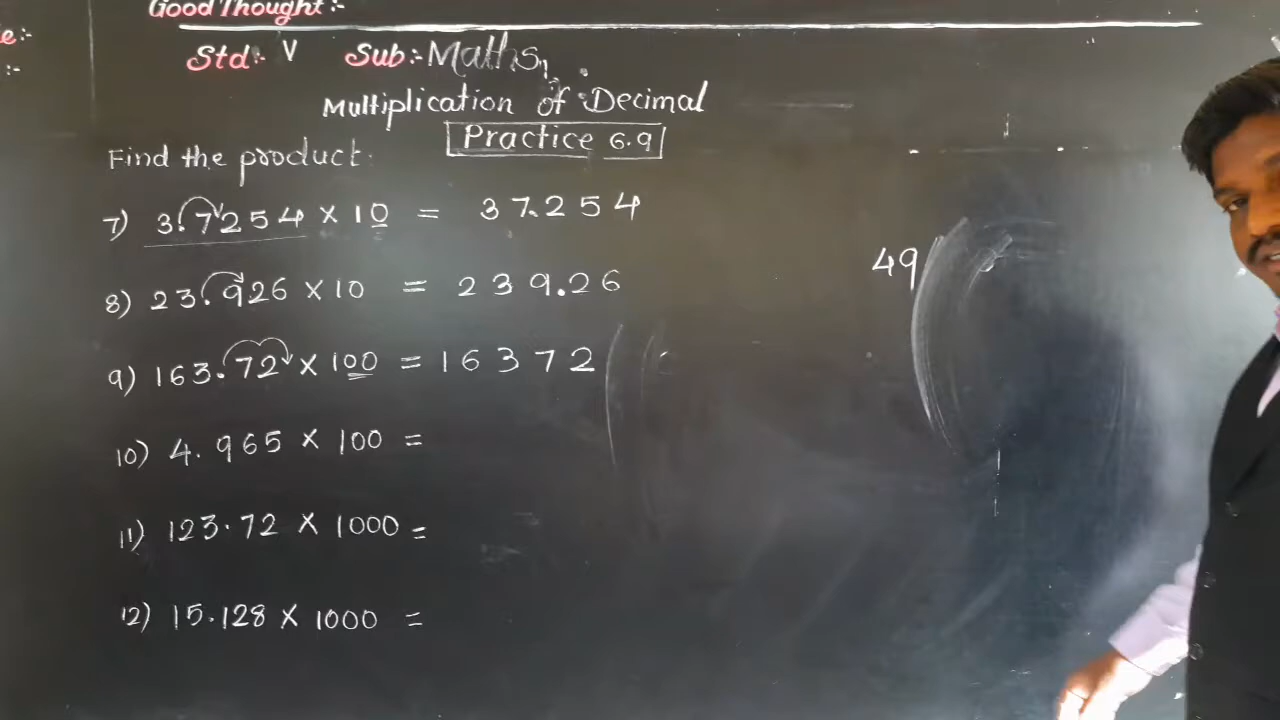 Good Thought:-
e:-
:-
Std:- V Sub:- Maths
Multiplication of Decimal
Practice 6.9
Find the product:
7) 3.7254 × 10 = 37.254
8) 23.926 × 10 = 239.26
9) 163.72 × 100 = 16372
10) 4.965 × 100 =
11) 123.72 × 1000 =
12) 15.128 × 1000 =
49